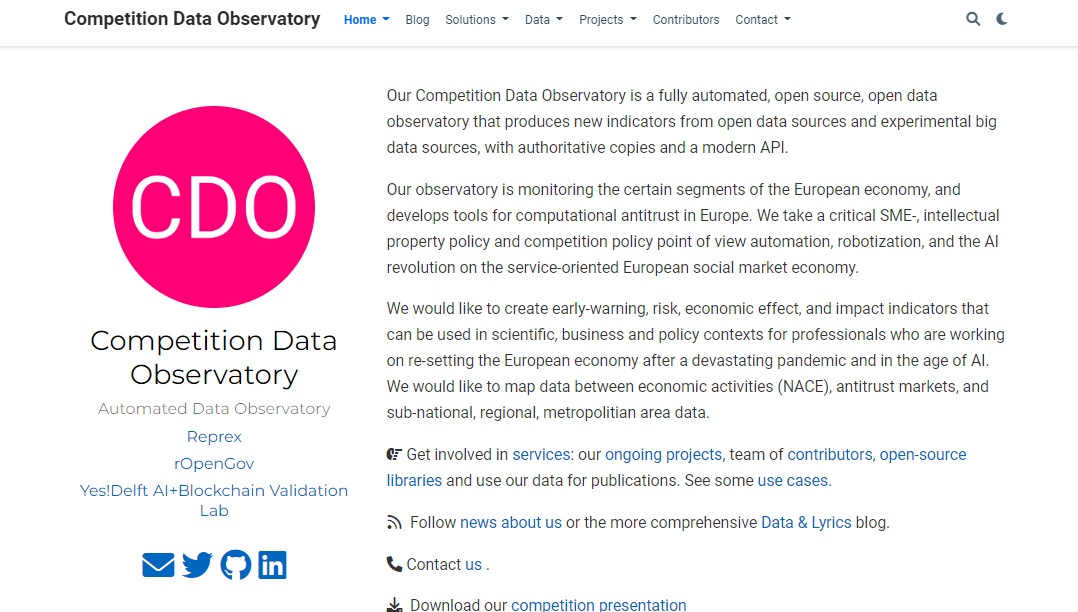 Competition Data Observatory Home Blog Solutions Data Projects Contributors Contact
CDO
Competition Data
Observatory
Automated Data Observatory
Reprex
rOpenGov
Yes!Delft AI+Blockchain Validation
Lab
Our Competition Data Observatory is a fully automated, open source, open data
observatory that produces new indicators from open data sources and experimental big
data sources, with authoritative copies and a modern API.
Our observatory is monitoring the certain segments of the European economy, and
develops tools for computational antitrust in Europe. We take a critical SME-, intellectual
property policy and competition policy point of view automation, robotization, and the AI
revolution on the service-oriented European social market economy.
We would like to create early-warning, risk, economic effect, and impact indicators that
can be used in scientific, business and policy contexts for professionals who are working
on re-setting the European economy after a devastating pandemic and in the age of AI.
We would like to map data between economic activities (NACE), antitrust markets, and
sub-national, regional, metropolitian area data.
Get involved in services: our ongoing projects, team of contributors, open-source
libraries and use our data for publications. See some use cases.
Follow news about us or the more comprehensive Data & Lyrics blog.
Contact us .
Download our competition presentation